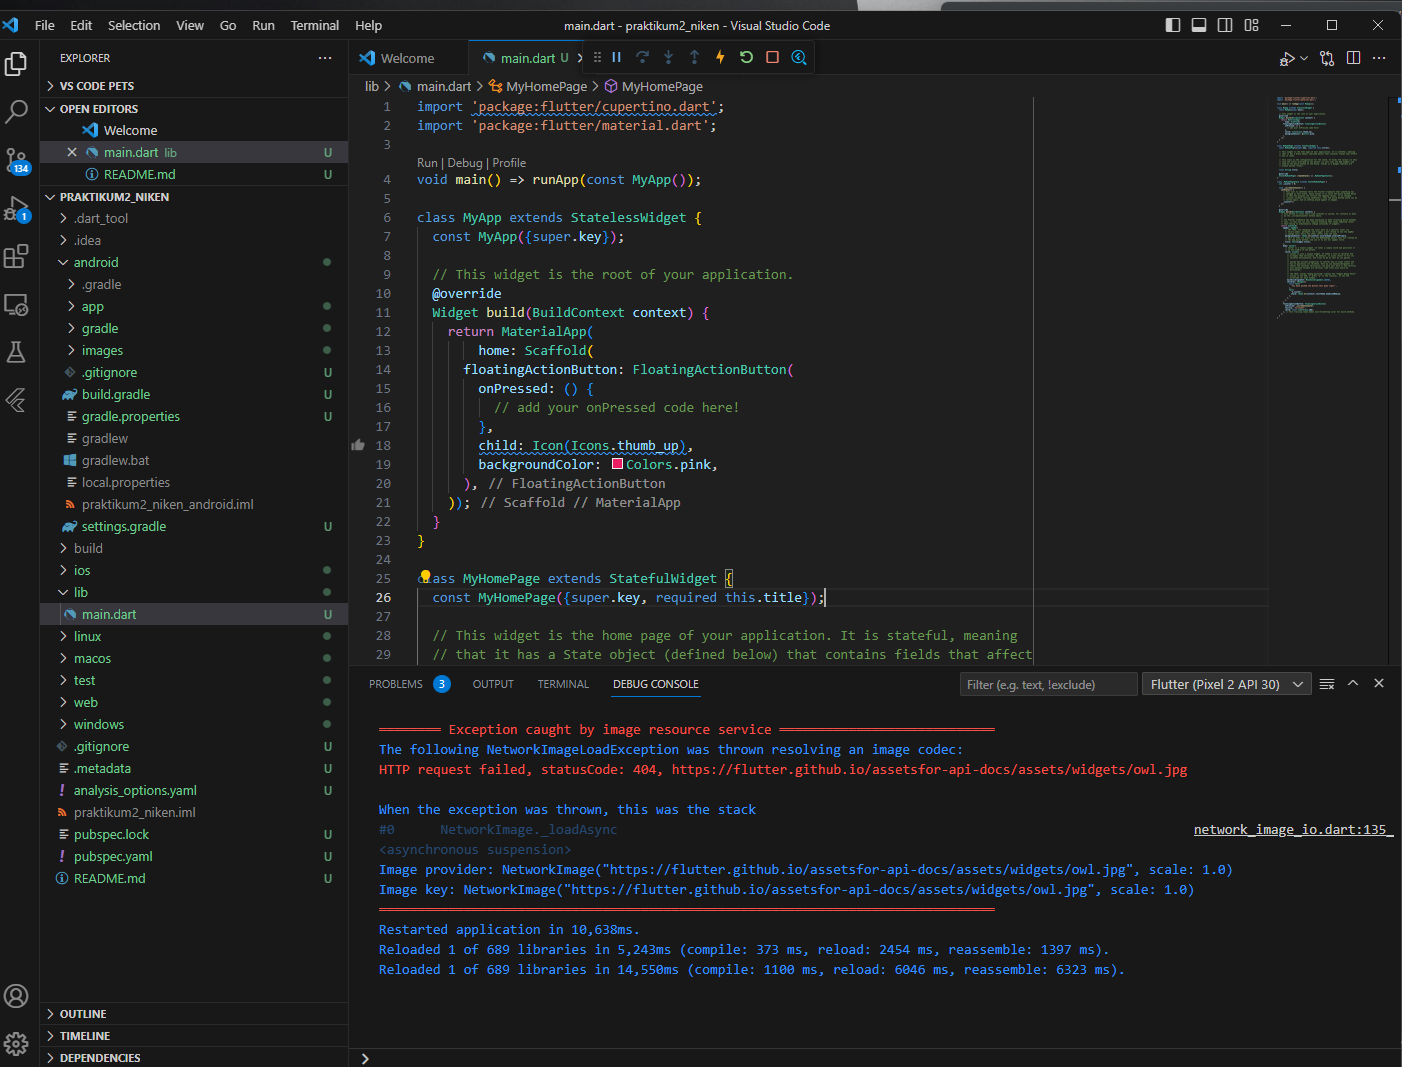 File Edit Selection View Go Run Terminal Help
main.dart - praktikum2_niken - Visual Studio Code
EXPLORER
VS CODE PETS
OPEN EDITORS
Welcome
main.dart lib U
README.md U
PRAKTIKUM2_NIKEN
.dart_tool
.idea
android
.gradle
app
gradle
images
.gitignore U
build.gradle U
gradle.properties U
gradlew
gradlew.bat
local.properties
praktikum2_niken_android.iml
settings.gradle U
build
ios
lib
main.dart U
linux
macos
test
web
windows
.gitignore U
.metadata U
analysis_options.yaml U
praktikum2_niken.iml
pubspec.lock U
pubspec.yaml U
README.md U
OUTLINE
TIMELINE
DEPENDENCIES
134
1
Welcome
main.dart U
lib > main.dart > MyHomePage > MyHomePage
1 import 'package:flutter/cupertino.dart';
2 import 'package:flutter/material.dart';
3
Run | Debug | Profile
4 void main() => runApp(const MyApp());
5
6 class MyApp extends StatelessWidget {
7 const MyApp({super.key});
8
9 // This widget is the root of your application.
10 @override
11 Widget build(BuildContext context) {
12 return MaterialApp(
13 home: Scaffold(
14 floatingActionButton: FloatingActionButton(
15 onPressed: () {
16 // add your onPressed code here!
17 },
18 child: Icon(Icons.thumb_up),
19 backgroundColor: Colors.pink,
20 ), // FloatingActionButton
21 )); // Scaffold // MaterialApp
22 }
23 }
24
25 class MyHomePage extends StatefulWidget {
26 const MyHomePage({super.key, required this.title});
27
28 // This widget is the home page of your application. It is stateful, meaning
29 // that it has a State object (defined below) that contains fields that affect
PROBLEMS 3 OUTPUT TERMINAL DEBUG CONSOLE
Filter (e.g. text, !exclude)
Flutter (Pixel 2 API 30)
════════ Exception caught by image resource service ════════════════════════════
The following NetworkImageLoadException was thrown resolving an image codec:
HTTP request failed, statusCode: 404, https://flutter.github.io/assetsfor-api-docs/assets/widgets/owl.jpg
When the exception was thrown, this was the stack
#0 NetworkImage._loadAsync network_image_io.dart:135
<asynchronous suspension>
Image provider: NetworkImage("https://flutter.github.io/assetsfor-api-docs/assets/widgets/owl.jpg", scale: 1.0)
Image key: NetworkImage("https://flutter.github.io/assetsfor-api-docs/assets/widgets/owl.jpg", scale: 1.0)
════════════════════════════════════════════════════════════════════════════════
Restarted application in 10,638ms.
Reloaded 1 of 689 libraries in 5,243ms (compile: 373 ms, reload: 2454 ms, reassemble: 1397 ms).
Reloaded 1 of 689 libraries in 14,550ms (compile: 1100 ms, reload: 6046 ms, reassemble: 6323 ms).